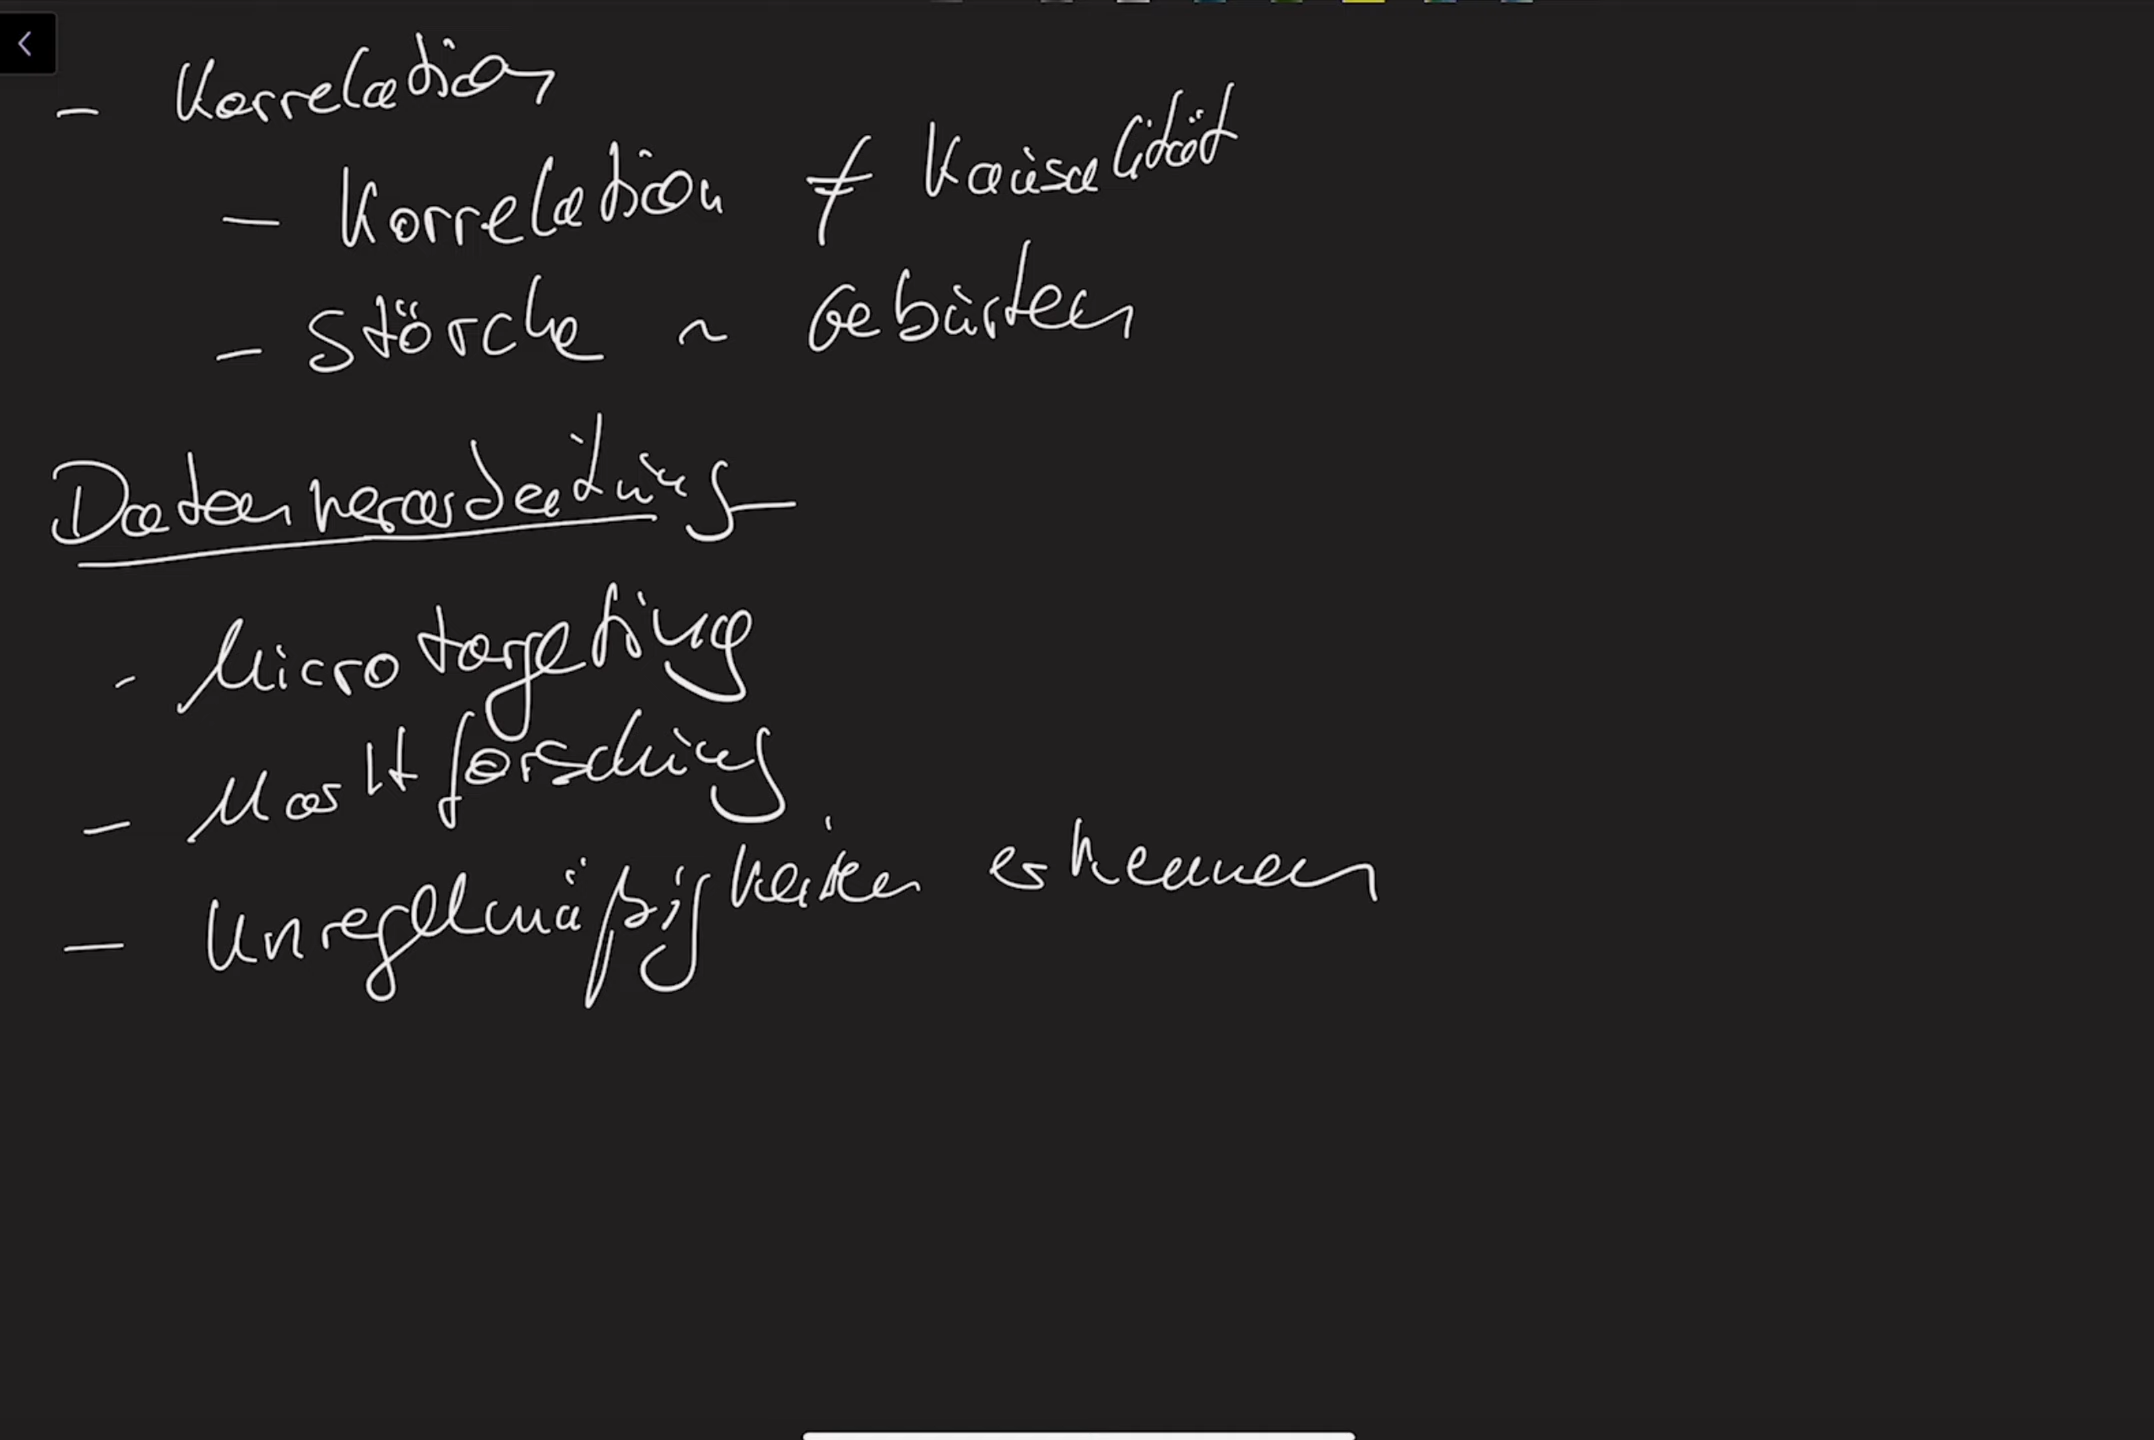 - Korrelation
- Korrelation ≠ Kausalität
- Störche ~ Geburten
Datenverarbeitung
- Microtargeting
- Marktforschung
- Unregelmäßigkeiten erkennen